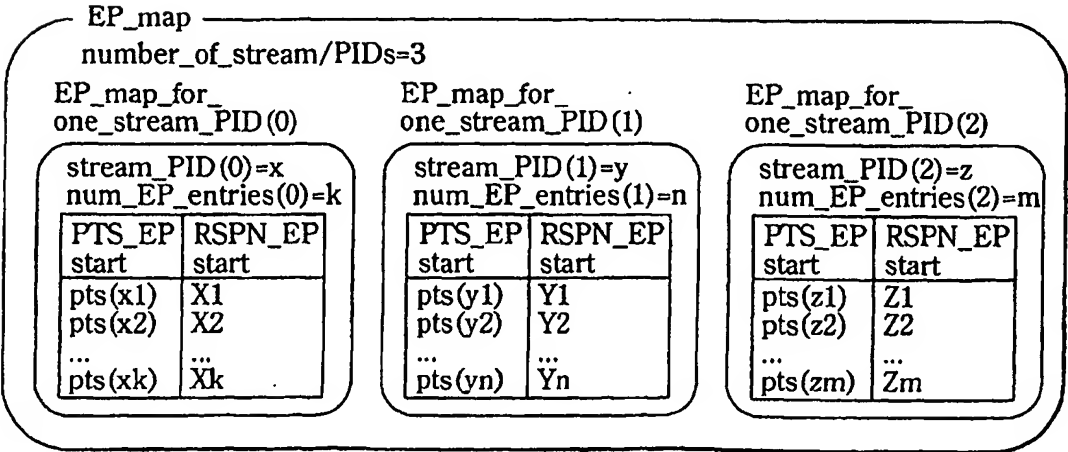 EP_map
number_of_stream/PIDs=3
EP_map_for_
one_stream_PID(0)
stream_PID(0)=x
num_EP_entries(0)=k
PTS_EP RSPN_EP
start start
pts(x1) X1
pts(x2) X2
... ...
pts(xk) Xk
EP_map_for_
one_stream_PID(1)
stream_PID(1)=y
num_EP_entries(1)=n
PTS_EP RSPN_EP
start start
pts(y1) Y1
pts(y2) Y2
... ...
pts(yn) Yn
EP_map_for_
one_stream_PID(2)
stream_PID(2)=z
num_EP_entries(2)=m
PTS_EP RSPN_EP
start start
pts(z1) Z1
pts(z2) Z2
... ...
pts(zm) Zm